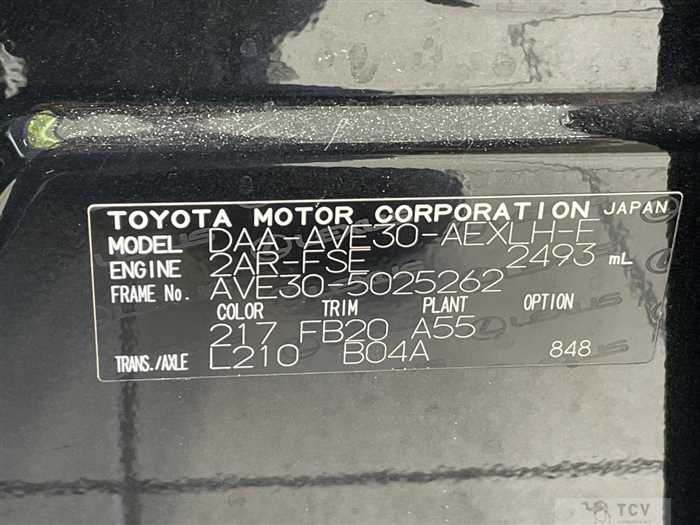 TOYOTA MOTOR CORPORATION JAPAN
MODEL DAA-AVE30-AEXLH-E
ENGINE 2AR-FSE 2493 mL
FRAME No. AVE30-5025262
COLOR TRIM PLANT OPTION
217 FB20 A55
TRANS./AXLE L210 B04A 848
TCV